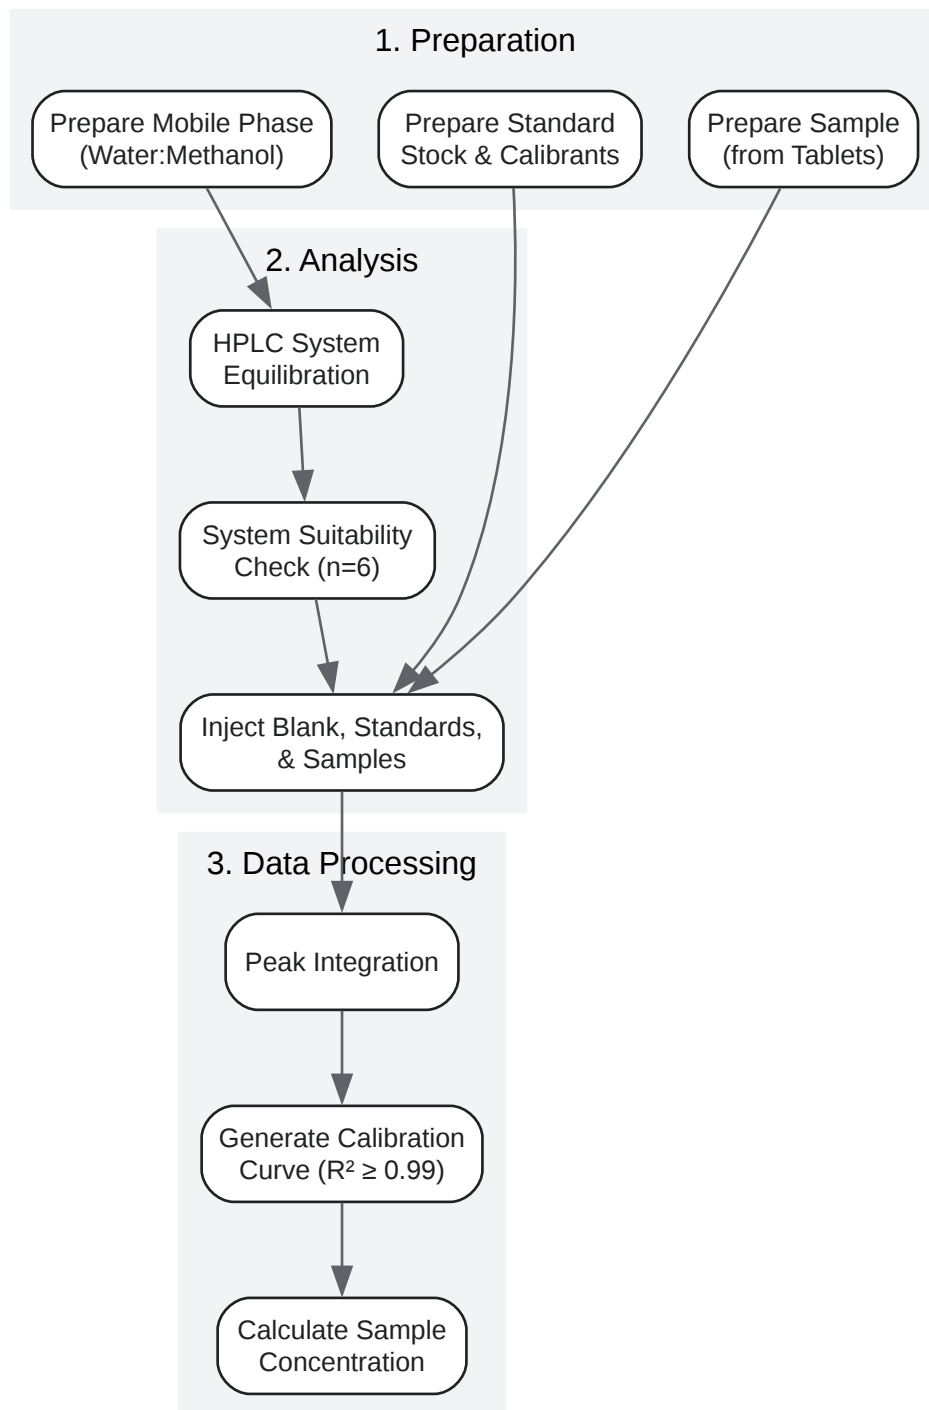 1. Preparation
Prepare Mobile Phase
(Water:Methanol)
Prepare Standard
Stock & Calibrants
Prepare Sample
(from Tablets)
2. Analysis
HPLC System
Equilibration
System Suitability
Check (n=6)
Inject Blank, Standards,
& Samples
3. Data Processing
Peak Integration
Generate Calibration
Curve (R² ≥ 0.99)
Calculate Sample
Concentration